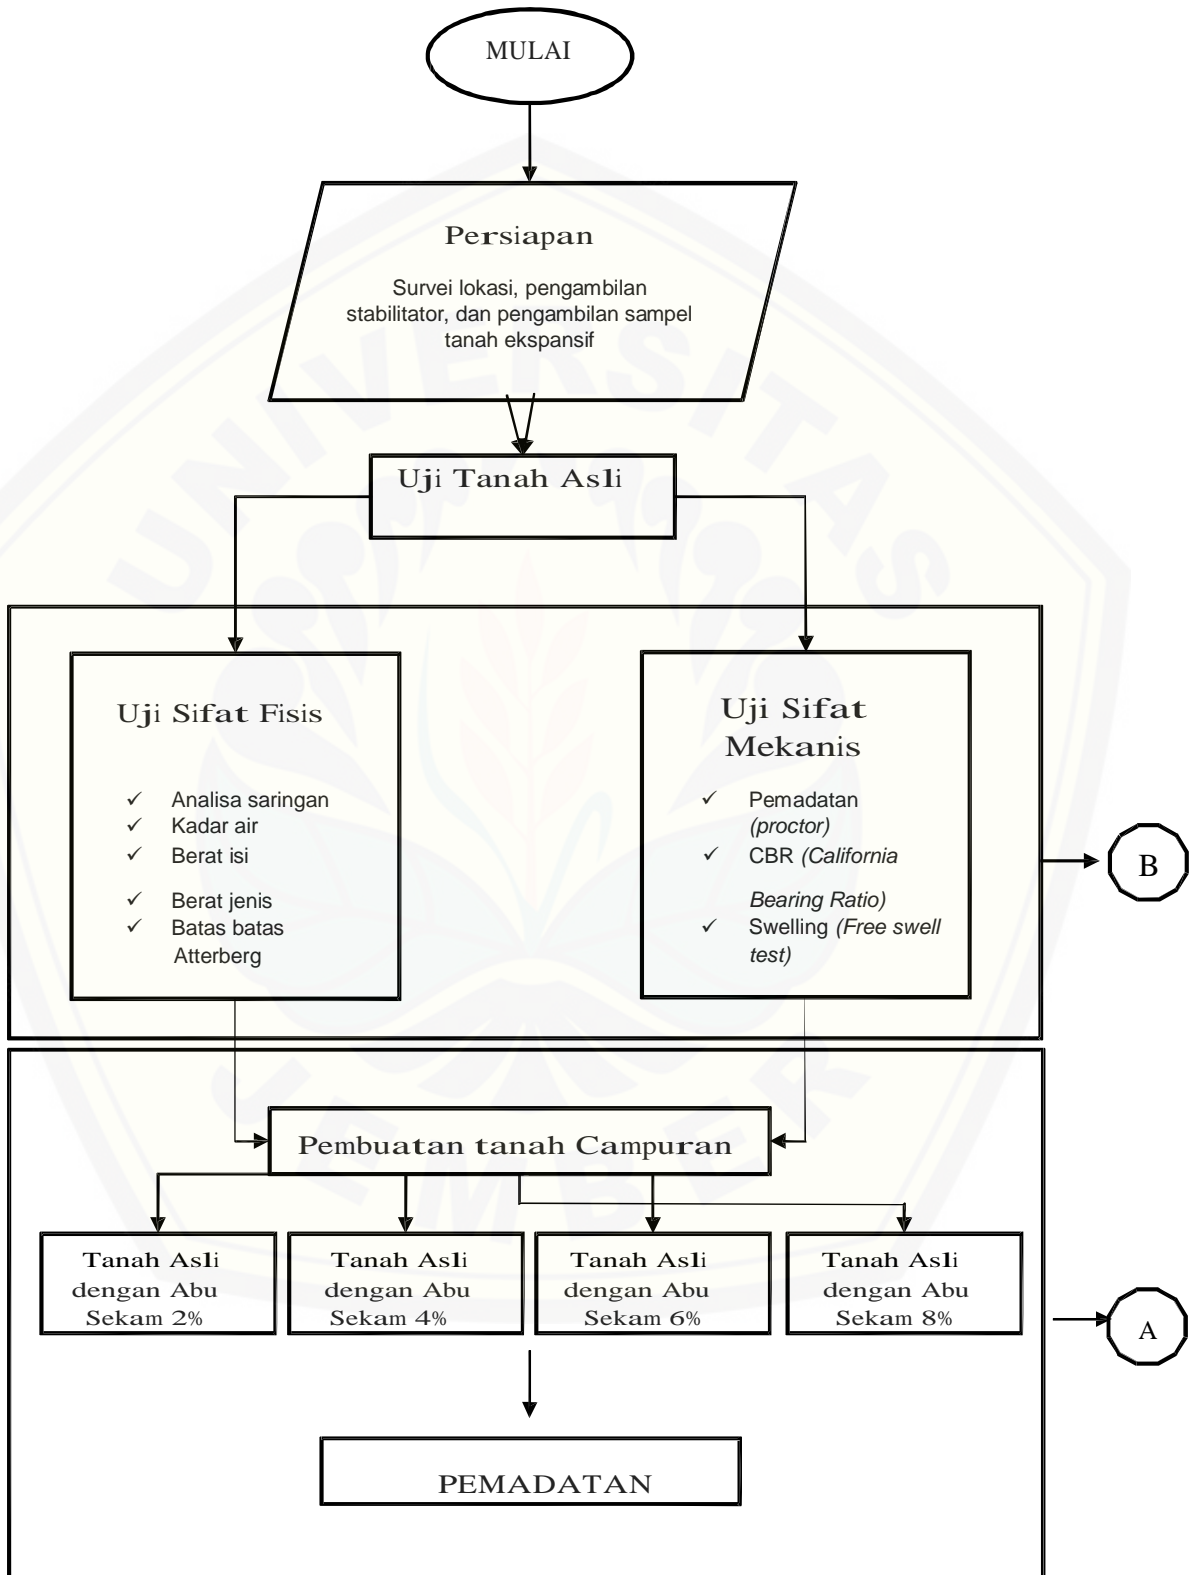 MULAI
Persiapan
Survei lokasi, pengambilan
stabilitator, dan pengambilan sampel
tanah ekspansif
Uji Tanah Asli
Uji Sifat Fisis
✓ Analisa saringan
✓ Kadar air
✓ Berat isi
✓ Berat jenis
✓ Batas batas
Atterberg
Uji Sifat
Mekanis
✓ Pemadatan
(proctor)
✓ CBR (California
Bearing Ratio)
✓ Swelling (Free swell
test)
B
Pembuatan tanah Campuran
Tanah Asli
dengan Abu
Sekam 2%
Tanah Asli
dengan Abu
Sekam 4%
Tanah Asli
dengan Abu
Sekam 6%
Tanah Asli
dengan Abu
Sekam 8%
A
PEMADATAN
UNIVERSITAS
JEMBER